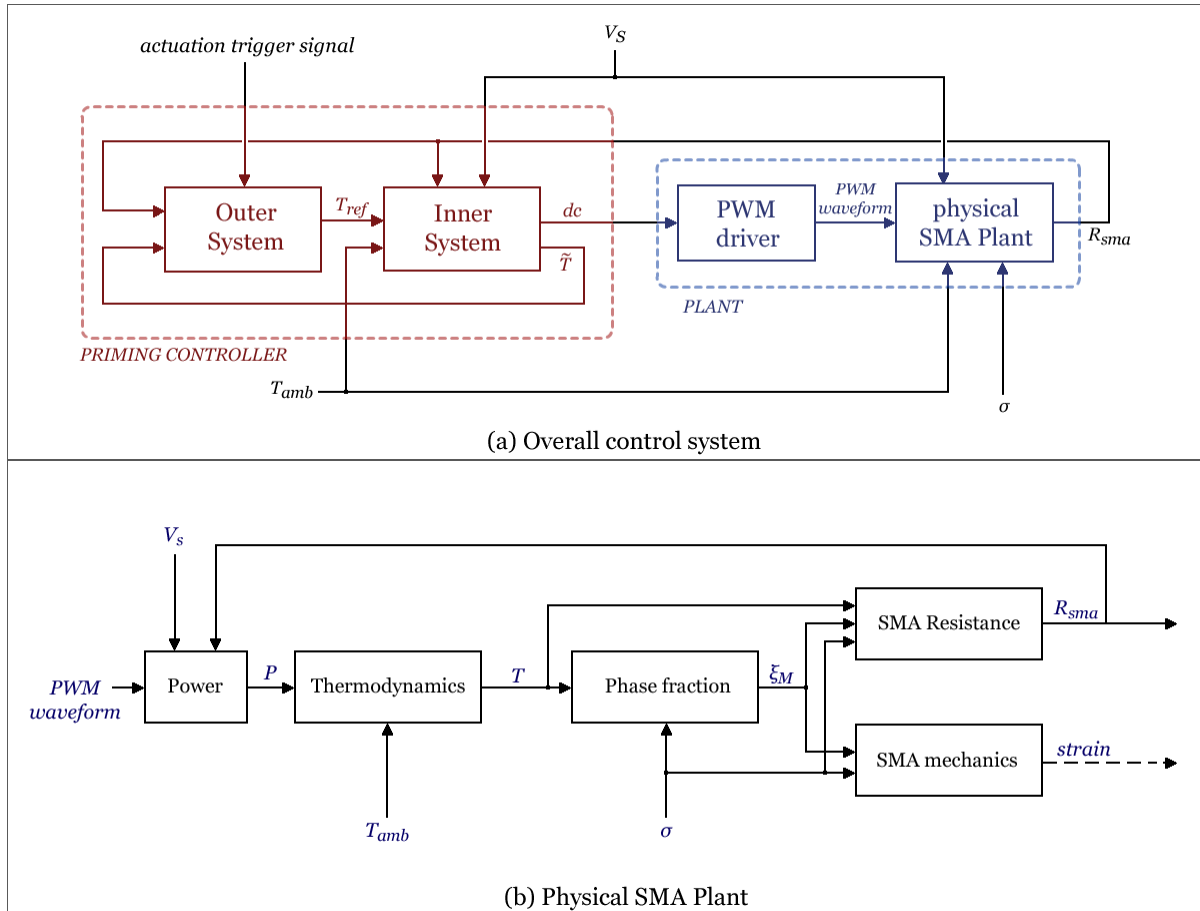 actuation trigger signal
V_S
Outer
System
T_ref
Inner
System
dc
T̃
PWM
driver
PWM
waveform
physical
SMA Plant
R_sma
PLANT
PRIMING CONTROLLER
T_amb
σ
(a) Overall control system
V_s
PWM
waveform
Power
P
Thermodynamics
T
Phase fraction
ξ_M
SMA Resistance
R_sma
SMA mechanics
strain
T_amb
σ
(b) Physical SMA Plant